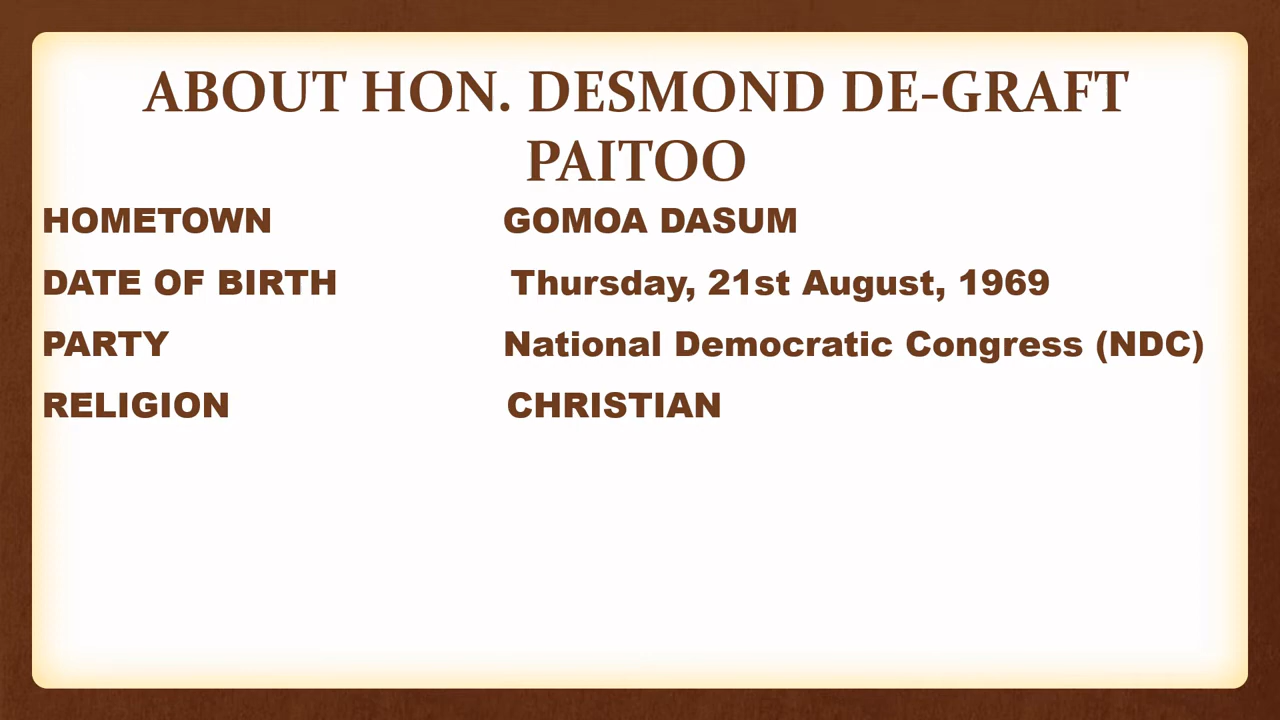 ABOUT HON. DESMOND DE-GRAFT
PAITOO
HOMETOWN GOMOA DASUM
DATE OF BIRTH Thursday, 21st August, 1969
PARTY National Democratic Congress (NDC)
RELIGION CHRISTIAN